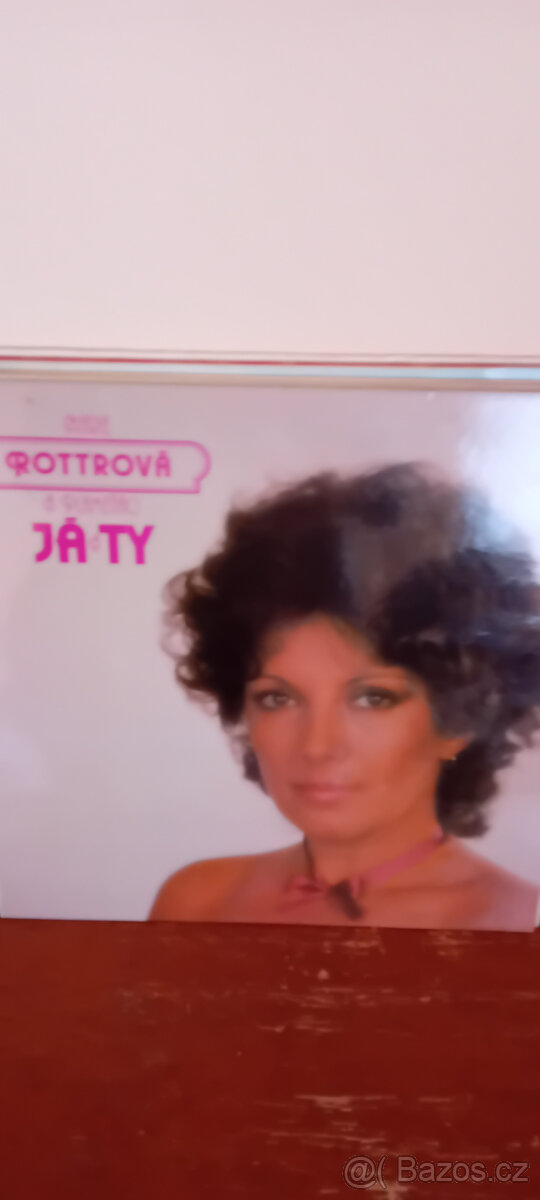 ROTTROVÁ
JÁ TY
@( Bazos.cz